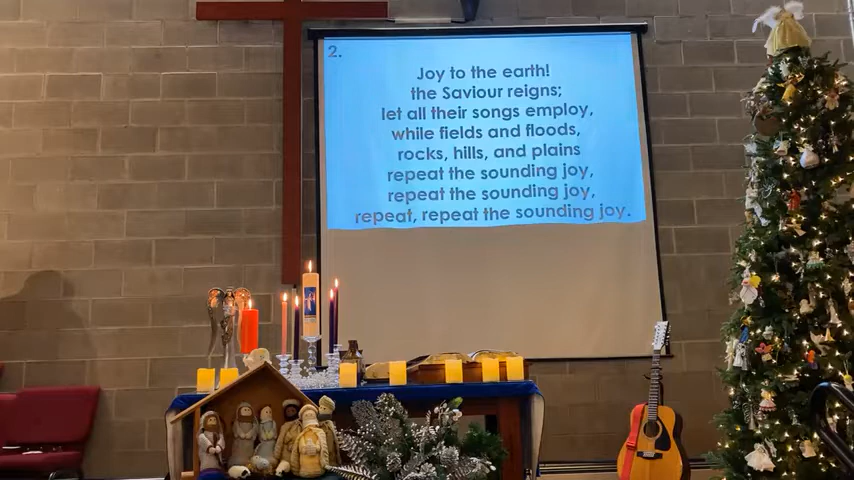 2.
Joy to the earth!
the Saviour reigns;
let all their songs employ,
while fields and floods,
rocks, hills, and plains
repeat the sounding joy,
repeat the sounding joy,
repeat, repeat the sounding joy.